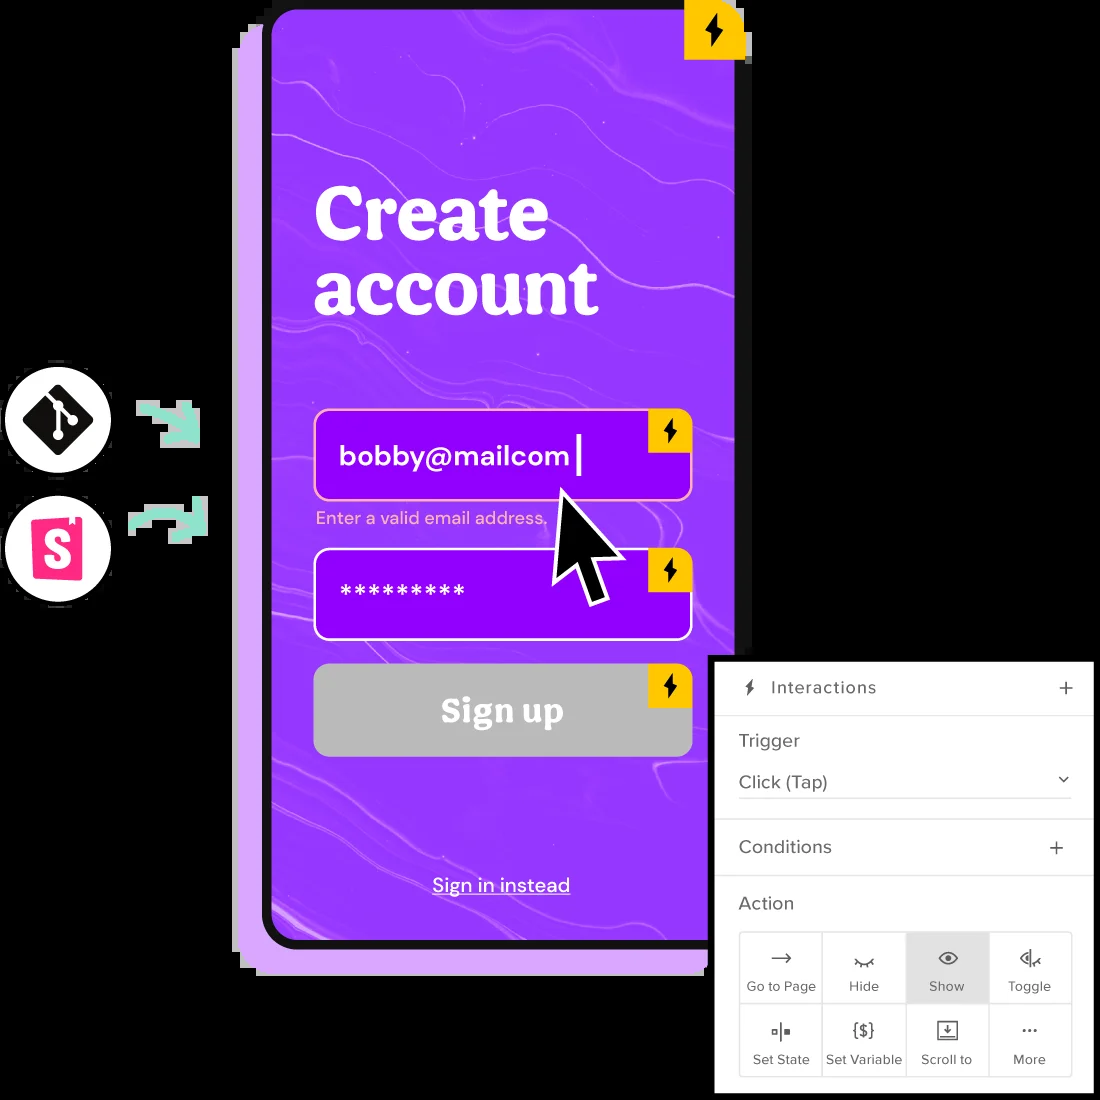 Create
account
bobby@mailcom
Enter a valid email address.
*********
Sign up
Sign in instead
S
Interactions
Trigger
Click (Tap)
Conditions
Action
Go to Page
Hide
Show
Toggle
Set State
{$}
Set Variable
Scroll to
More